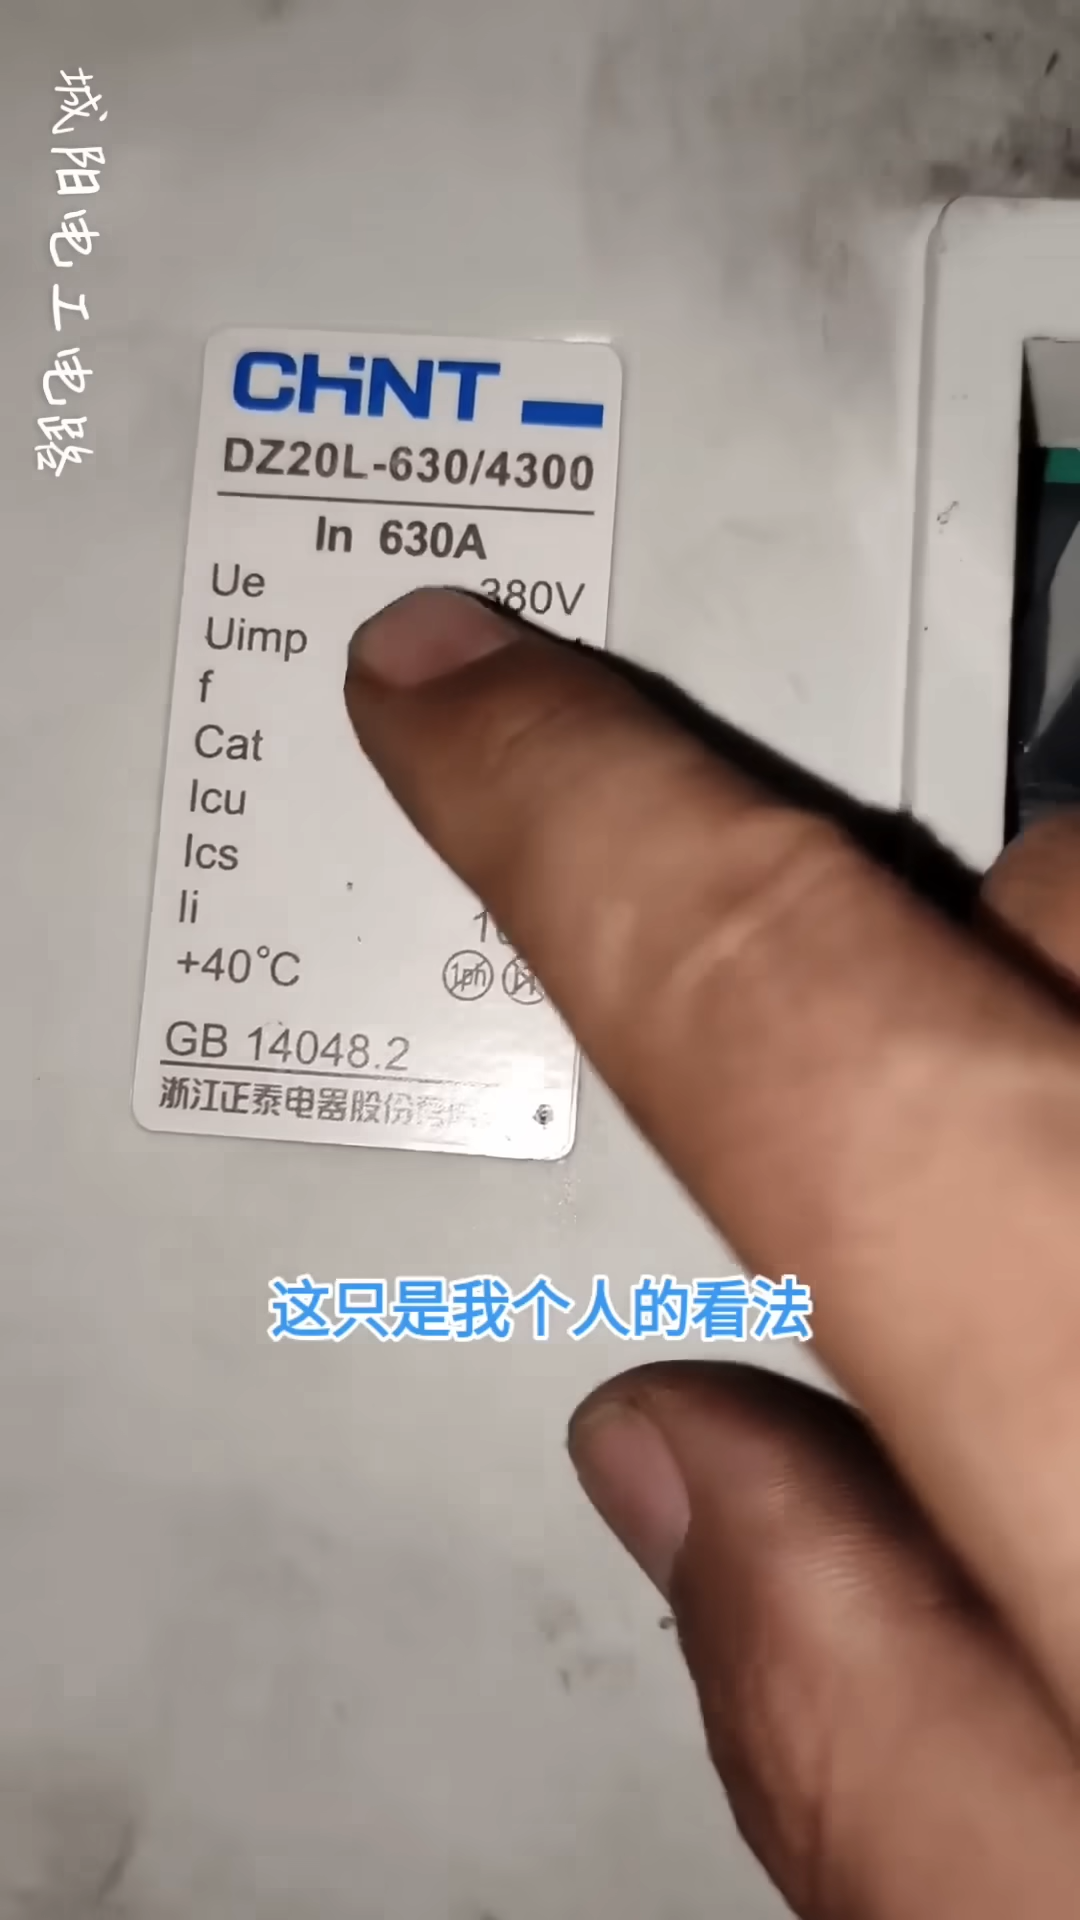 城阳电工电路
CHNT
DZ20L-630/4300
In 630A
Ue 380V
Uimp
f
Cat
Icu
Ics
Ii
+40°C 1ph
GB 14048.2
浙江正泰电器股份
这只是我个人的看法